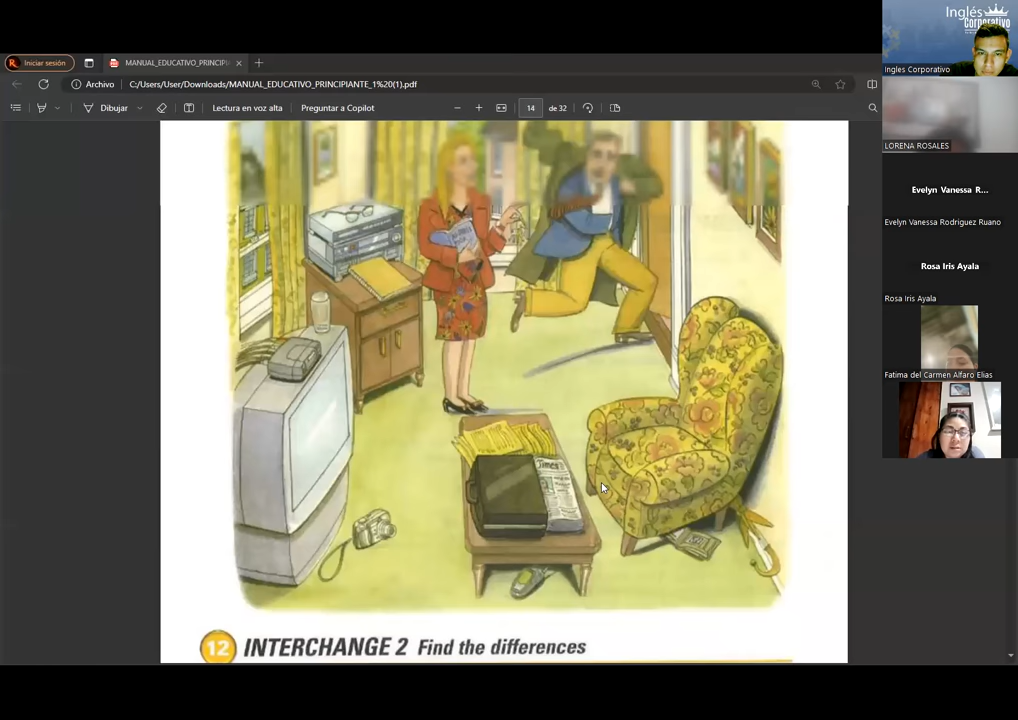 Inglés
Corporativo
Ingles Corporativo
Iniciar sesión
MANUAL_EDUCATIVO_PRINCIPI
Archivo
C:/Users/User/Downloads/MANUAL_EDUCATIVO_PRINCIPIANTE_1%20(1).pdf
Dibujar
Lectura en voz alta
Preguntar a Copilot
14
de 32
LORENA ROSALES
Evelyn Vanessa R...
Evelyn Vanessa Rodriguez Ruano
Rosa Iris Ayala
Rosa Iris Ayala
Fatima del Carmen Alfaro Elias
Times
12 INTERCHANGE 2 Find the differences